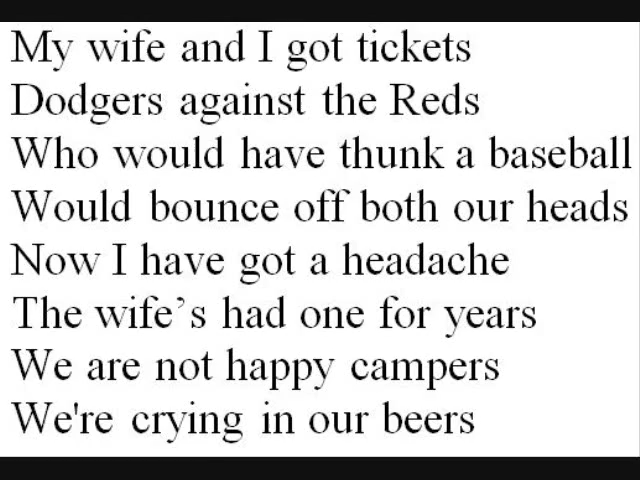 My wife and I got tickets
Dodgers against the Reds
Who would have thunk a baseball
Would bounce off both our heads
Now I have got a headache
The wife’s had one for years
We are not happy campers
We're crying in our beers